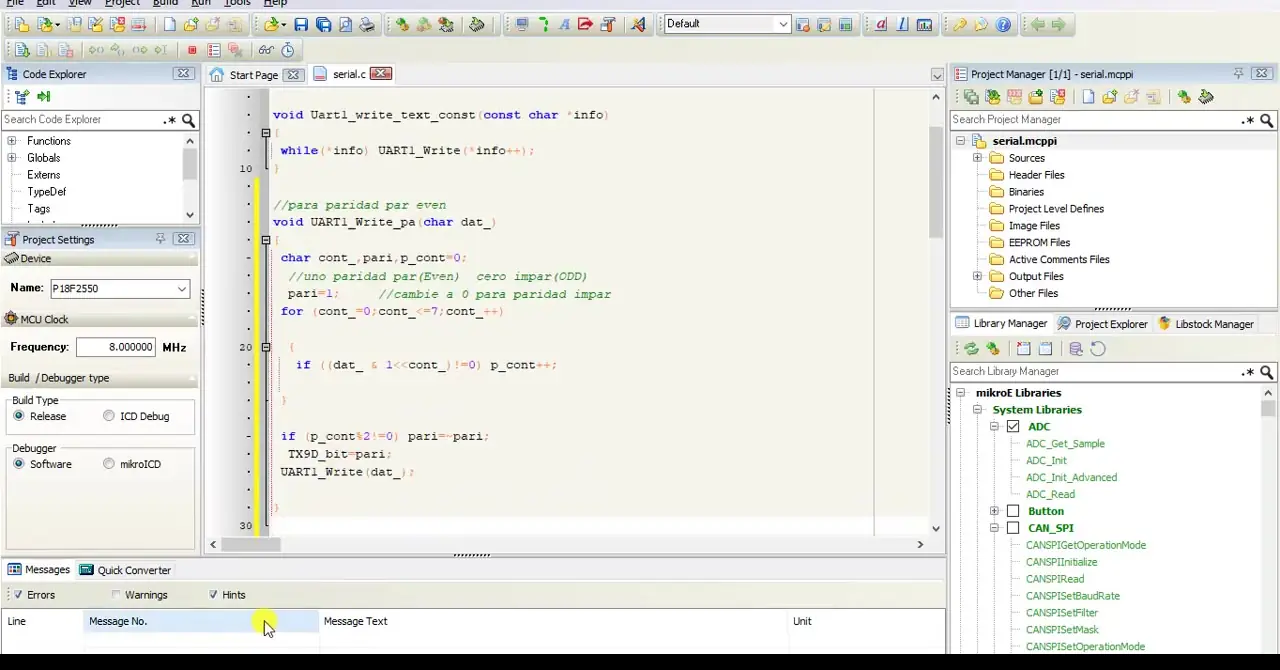 File Edit View Project Build Run Tools Help
Default
Code Explorer
Search Code Explorer
Functions
Globals
Externs
TypeDef
Tags
Project Settings
Device
Name: P18F2550
MCU Clock
Frequency: 8.000000 MHz
Build / Debugger type
Build Type
Release ICD Debug
Debugger
Software mikroICD
Start Page serial.c
void Uart1_write_text_const(const char *info)
{
while(*info) UART1_Write(*info++);
10 }
//para paridad par even
void UART1_Write_pa(char dat_)
{
char cont_,pari,p_cont=0;
//uno paridad par(Even) cero impar(ODD)
pari=1; //cambie a 0 para paridad impar
for (cont_=0;cont_<=7;cont_++)
20 {
if ((dat_ & 1<<cont_)!=0) p_cont++;
}
if (p_cont%2!=0) pari=~pari;
TX9D_bit=pari;
UART1_Write(dat_);
}
30
Messages Quick Converter
Errors Warnings Hints
Line Message No. Message Text Unit
Project Manager [1/1] - serial.mcppi
Search Project Manager
serial.mcppi
Sources
Header Files
Binaries
Project Level Defines
Image Files
EEPROM Files
Active Comments Files
Output Files
Other Files
Library Manager Project Explorer Libstock Manager
Search Library Manager
mikroE Libraries
System Libraries
ADC
ADC_Get_Sample
ADC_Init
ADC_Init_Advanced
ADC_Read
Button
CAN_SPI
CANSPIGetOperationMode
CANSPIInitialize
CANSPIRead
CANSPISetBaudRate
CANSPISetFilter
CANSPISetMask
CANSPISetOperationMode